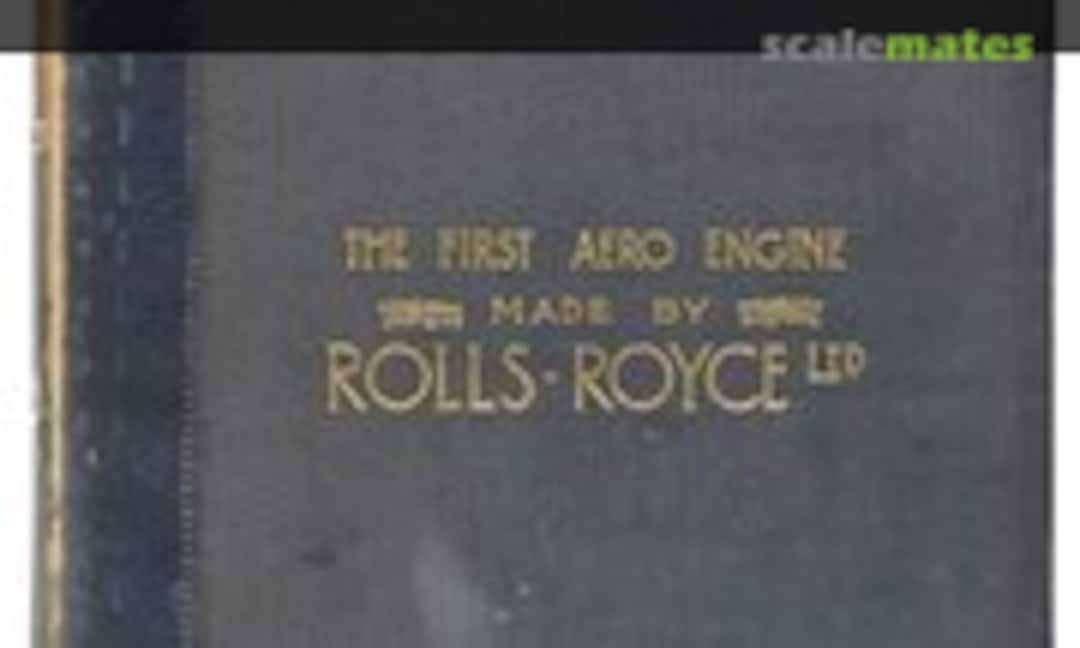 scalemates
THE FIRST AERO ENGINE
MADE BY
ROLLS-ROYCE LTD